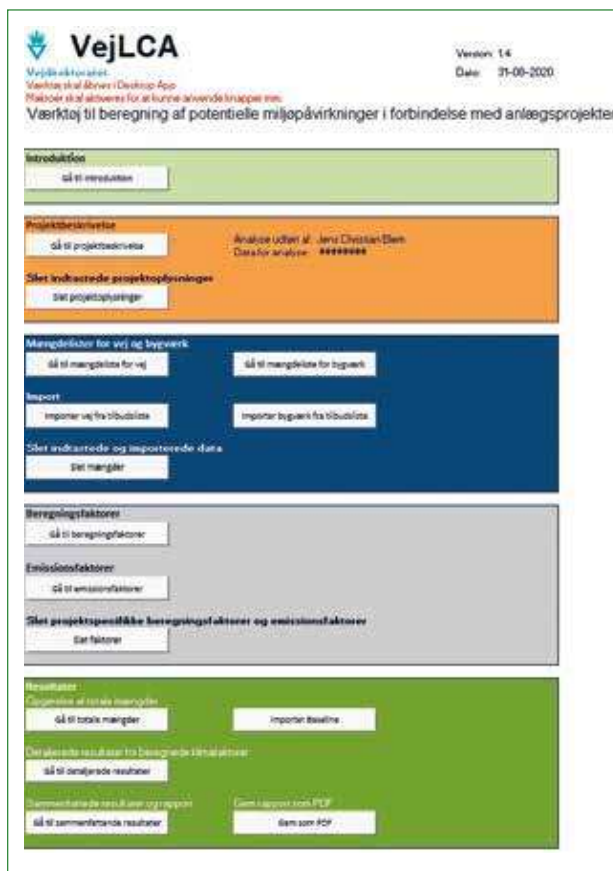 VejLCA
Version: 1.4
Vejdirektoratet
Dato: 31-08-2020
Værktøj skal åbnes i Desktop App
Makroer skal aktiveres for at kunne anvende knapper mm.
Værktøj til beregning af potentielle miljøpåvirkninger i forbindelse med anlægsprojekter
Introduktion
Gå til introduktion
Projektbeskrivelse
Gå til projektbeskrivelse
Analyse udført af: Jens Christian
Dato for analyse: ########
Slet indtastede projektoplysninger
Slet projektoplysninger
Mængdelister for vej og bygværk
Gå til mængdeliste for vej
Gå til mængdeliste for bygværk
Import
Importer vej fra tilbudsliste
Importer bygværk fra tilbudsliste
Slet indtastede og importerede data
Slet mængder
Beregningsfaktorer
Gå til beregningsfaktorer
Emissionsfaktorer
Gå til emissionsfaktorer
Slet projektspecifikke beregningsfaktorer og emissionsfaktorer
Slet faktorer
Resultater
Opgørelse af totale mængder
Gå til totale mængder
Importer Baseline
Detaljerede resultater fra beregnede
Gå til detaljerede resultater
Sammenfattede resultater og rapport
Gem rapport som PDF
Gå til sammenfattende resultater
Gem som PDF